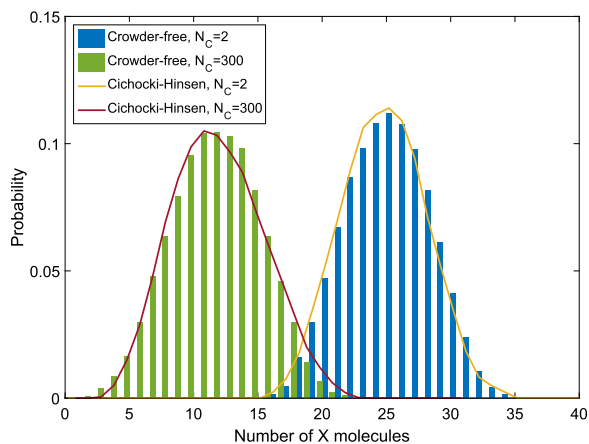 0.15
Crowder-free, N_C=2
Crowder-free, N_C=300
Cichocki-Hinsen, N_C=2
Cichocki-Hinsen, N_C=300
0.1
Probability
0.05
0
0 5 10 15 20 25 30 35 40
Number of X molecules